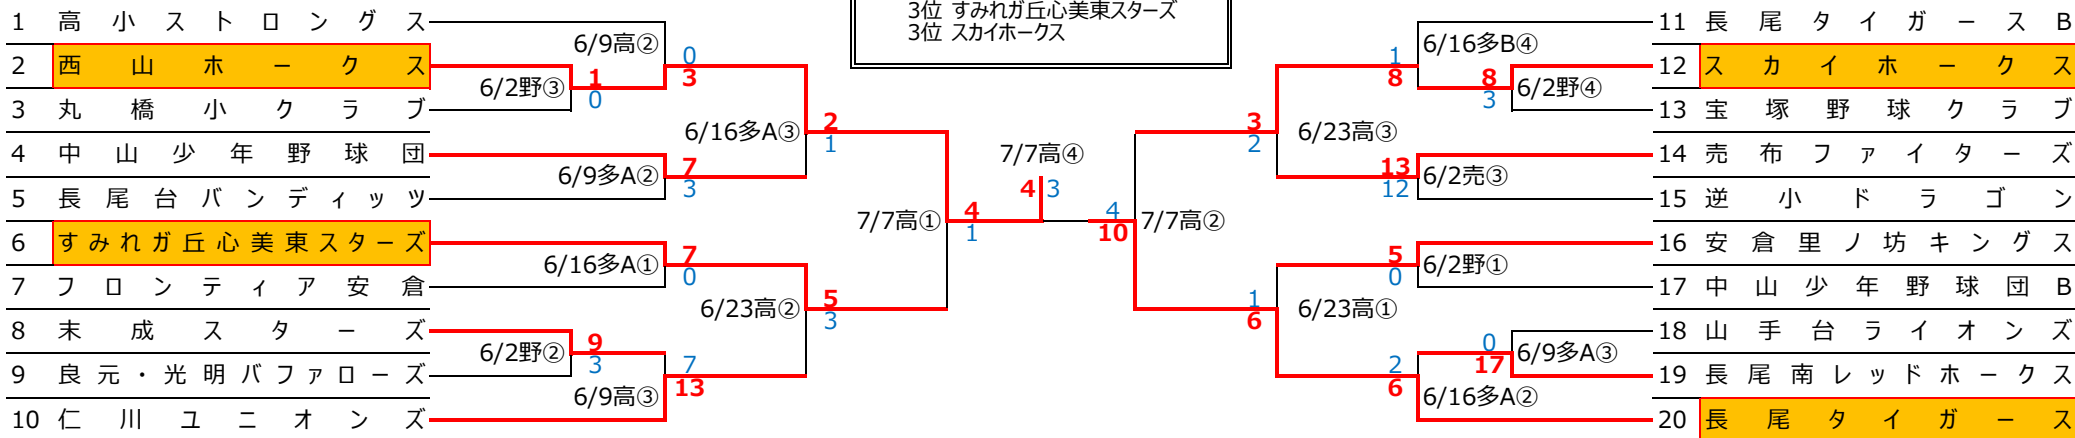 3位 すみれガ丘心美東スターズ
3位 スカイホークス
1 高小ストロングス
6/9高②
0
3
2 西山ホークス
6/2野③
1
0
3 丸橋小クラブ
6/16多A③
2
1
4 中山少年野球団
6/9多A②
7
3
5 長尾台バンディッツ
7/7高①
4
1
6 すみれガ丘心美東スターズ
6/16多A①
7
0
7 フロンティア安倉
6/23高②
5
3
8 末成スターズ
6/2野②
9
3
9 良元・光明バファローズ
6/9高③
7
13
10 仁川ユニオンズ
7/7高④
4 3
11 長尾タイガースB
6/16多B④
1
8
12 スカイホークス
6/2野④
8
3
13 宝塚野球クラブ
6/23高③
3
2
14 売布ファイターズ
6/2売③
13
12
15 逆小ドラゴン
7/7高②
4
10
16 安倉里ノ坊キングス
6/2野①
5
0
17 中山少年野球団B
6/23高①
1
6
18 山手台ライオンズ
6/9多A③
0
17
19 長尾南レッドホークス
6/16多A②
2
6
20 長尾タイガース